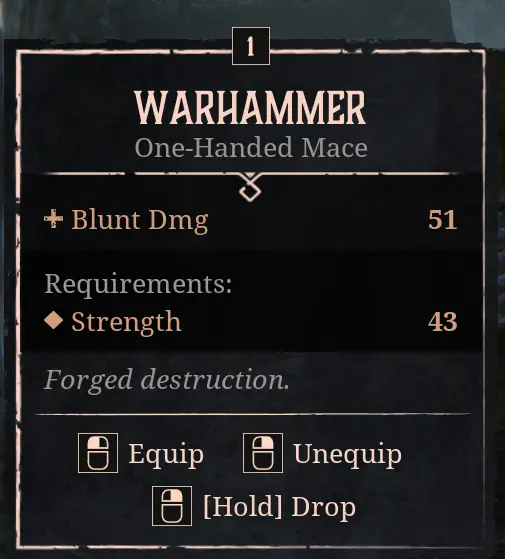 1
WARHAMMER
One-Handed Mace
Blunt Dmg 51
Requirements:
Strength 43
Forged destruction.
Equip Unequip
[Hold] Drop